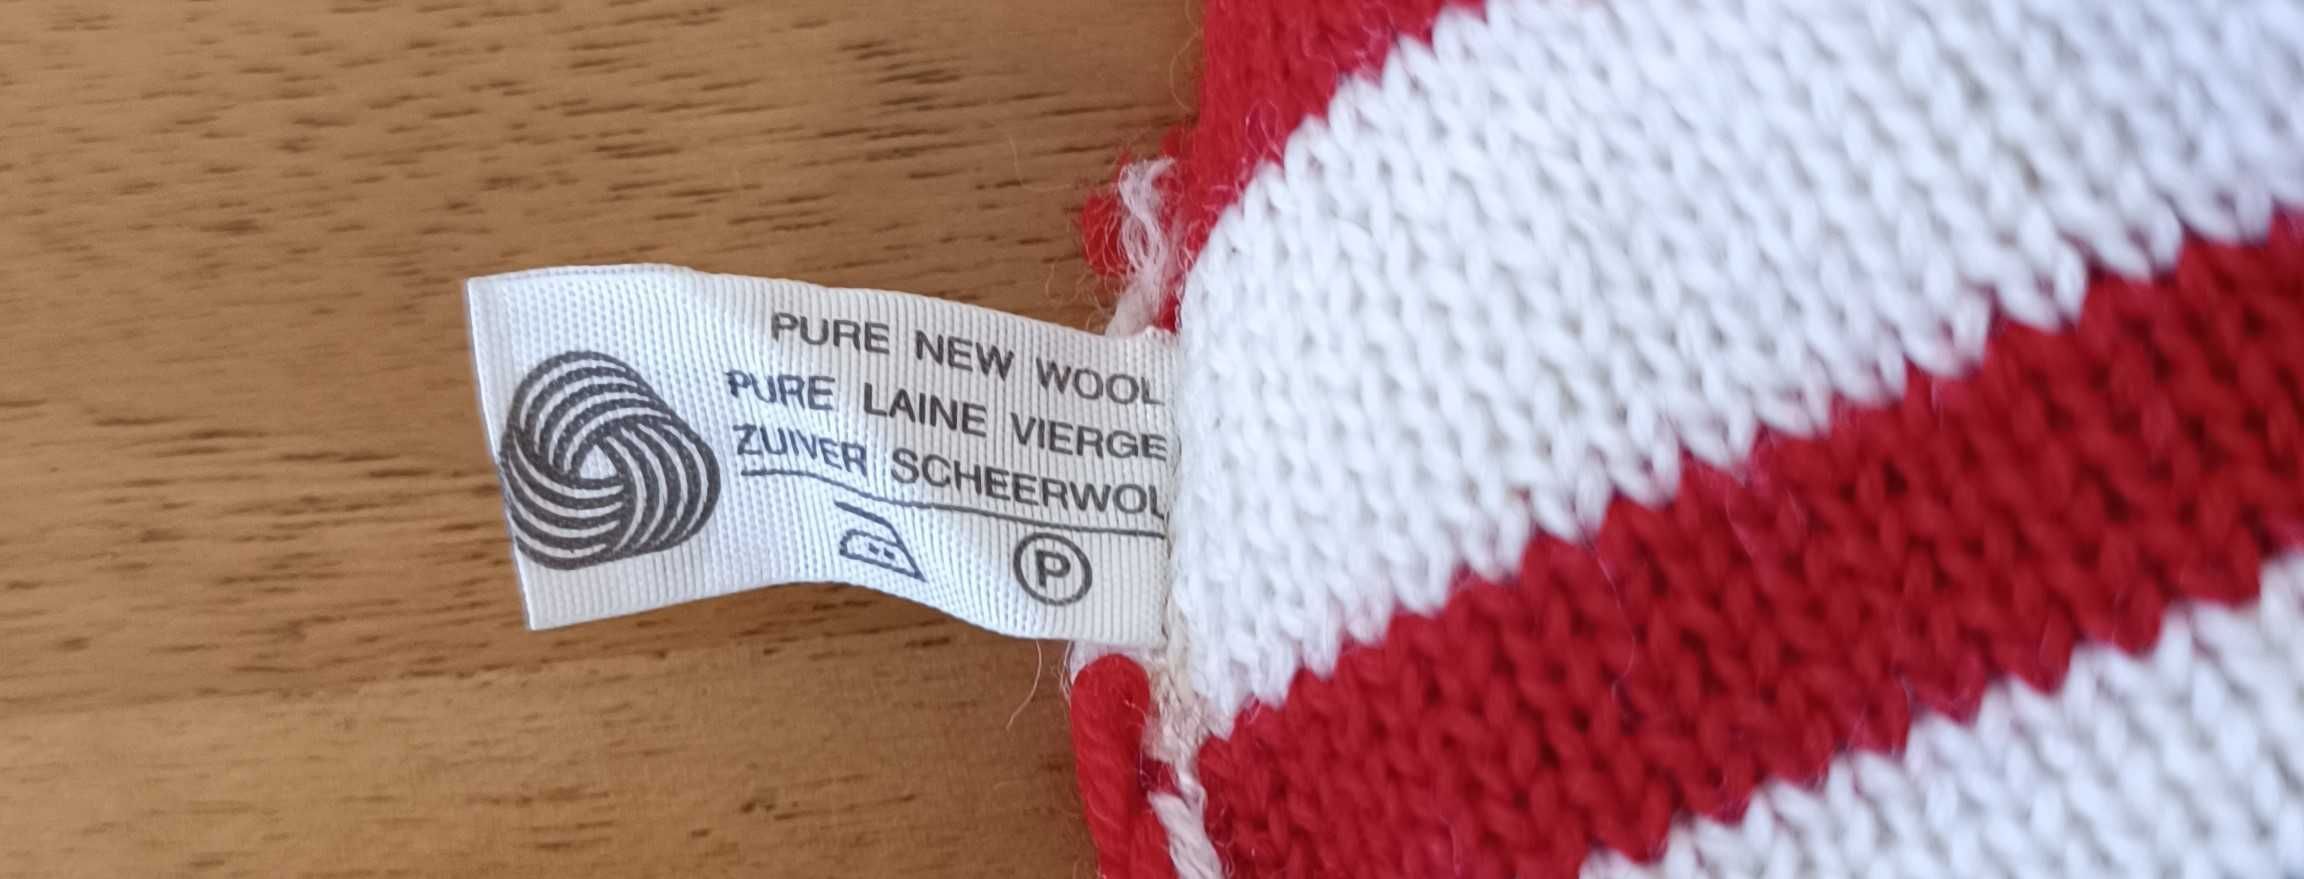 PURE NEW WOOL
PURE LAINE VIERGE
ZUIVER SCHEERWOL
P